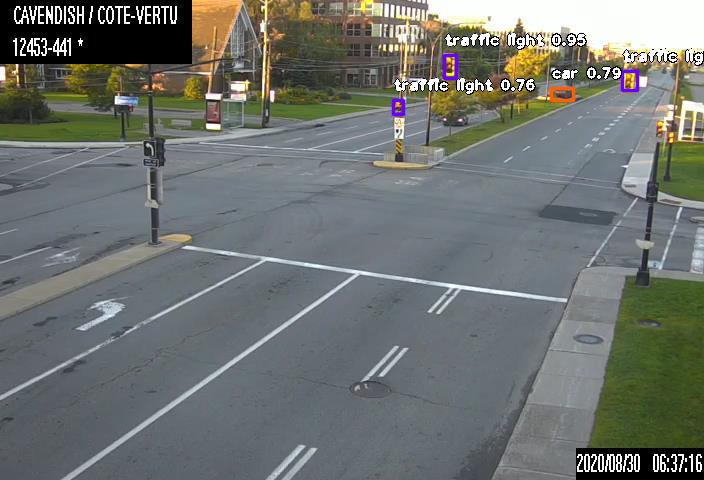 CAVENDISH / COTE-VERTU
12453-441 *
traffic light 0.95
traffic lig
car 0.79
traffic light 0.76
2020/08/30 06:37:16